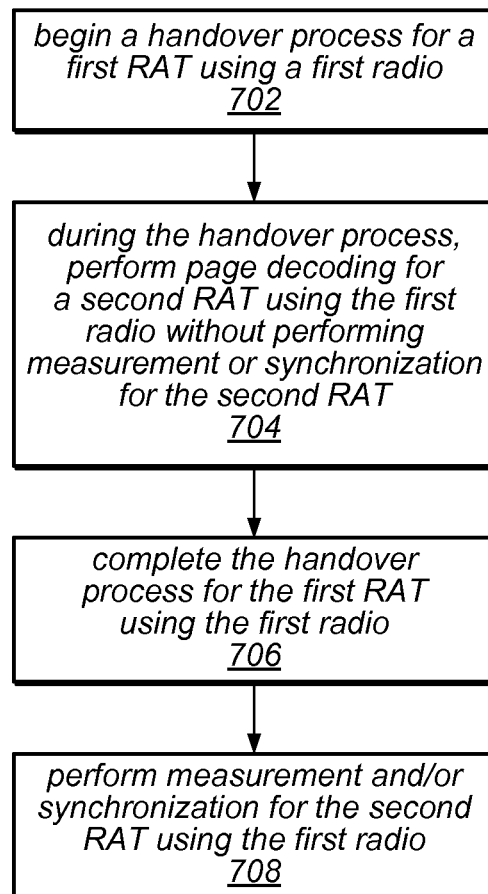 begin a handover process for a
first RAT using a first radio
702
during the handover process,
perform page decoding for
a second RAT using the first
radio without performing
measurement or synchronization
for the second RAT
704
complete the handover
process for the first RAT
using the first radio
706
perform measurement and/or
synchronization for the second
RAT using the first radio
708